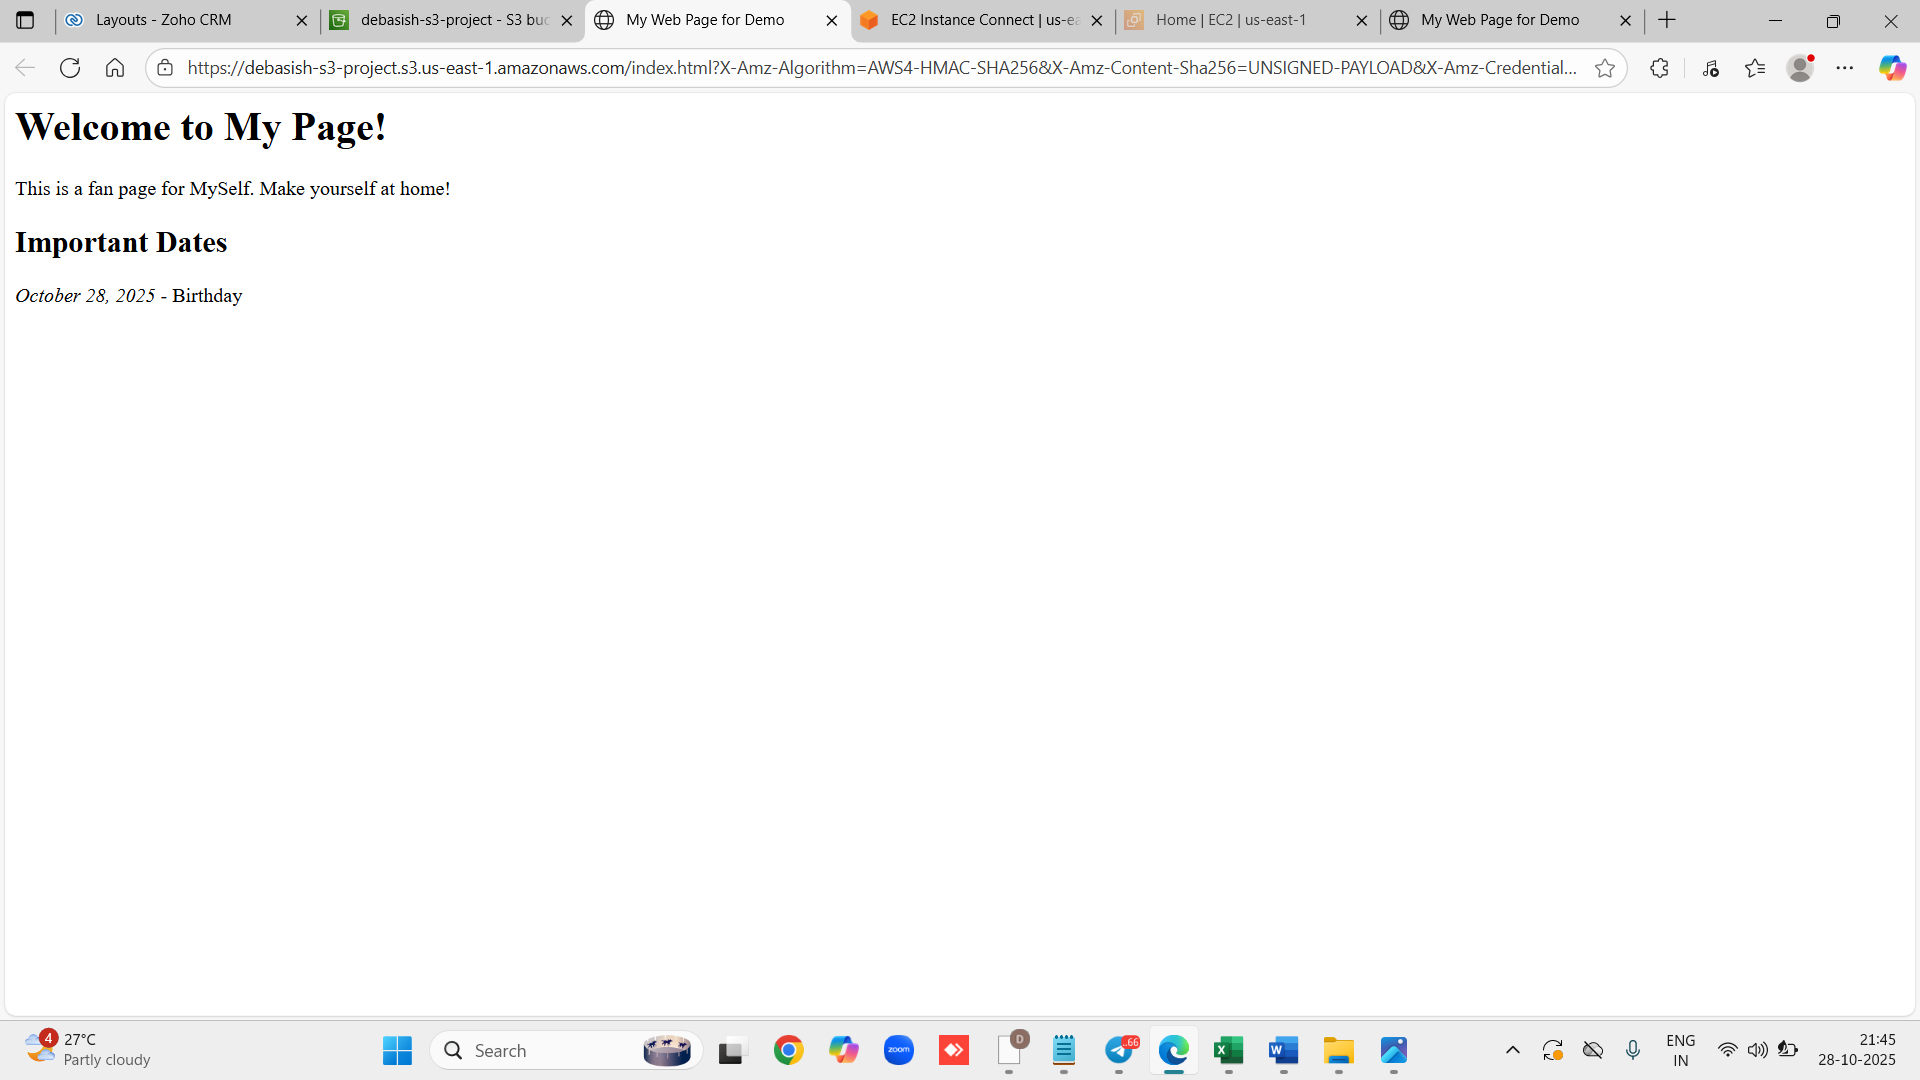 Layouts - Zoho CRM
debasish-s3-project - S3 buc
My Web Page for Demo
EC2 Instance Connect | us-ea
Home | EC2 | us-east-1
My Web Page for Demo
https://debasish-s3-project.s3.us-east-1.amazonaws.com/index.html?X-Amz-Algorithm=AWS4-HMAC-SHA256&X-Amz-Content-Sha256=UNSIGNED-PAYLOAD&X-Amz-Credential...
Welcome to My Page!
This is a fan page for MySelf. Make yourself at home!
Important Dates
October 28, 2025 - Birthday
4
27°C
Partly cloudy
Search
zoom
D
.66
X
W
ENG
IN
21:45
28-10-2025